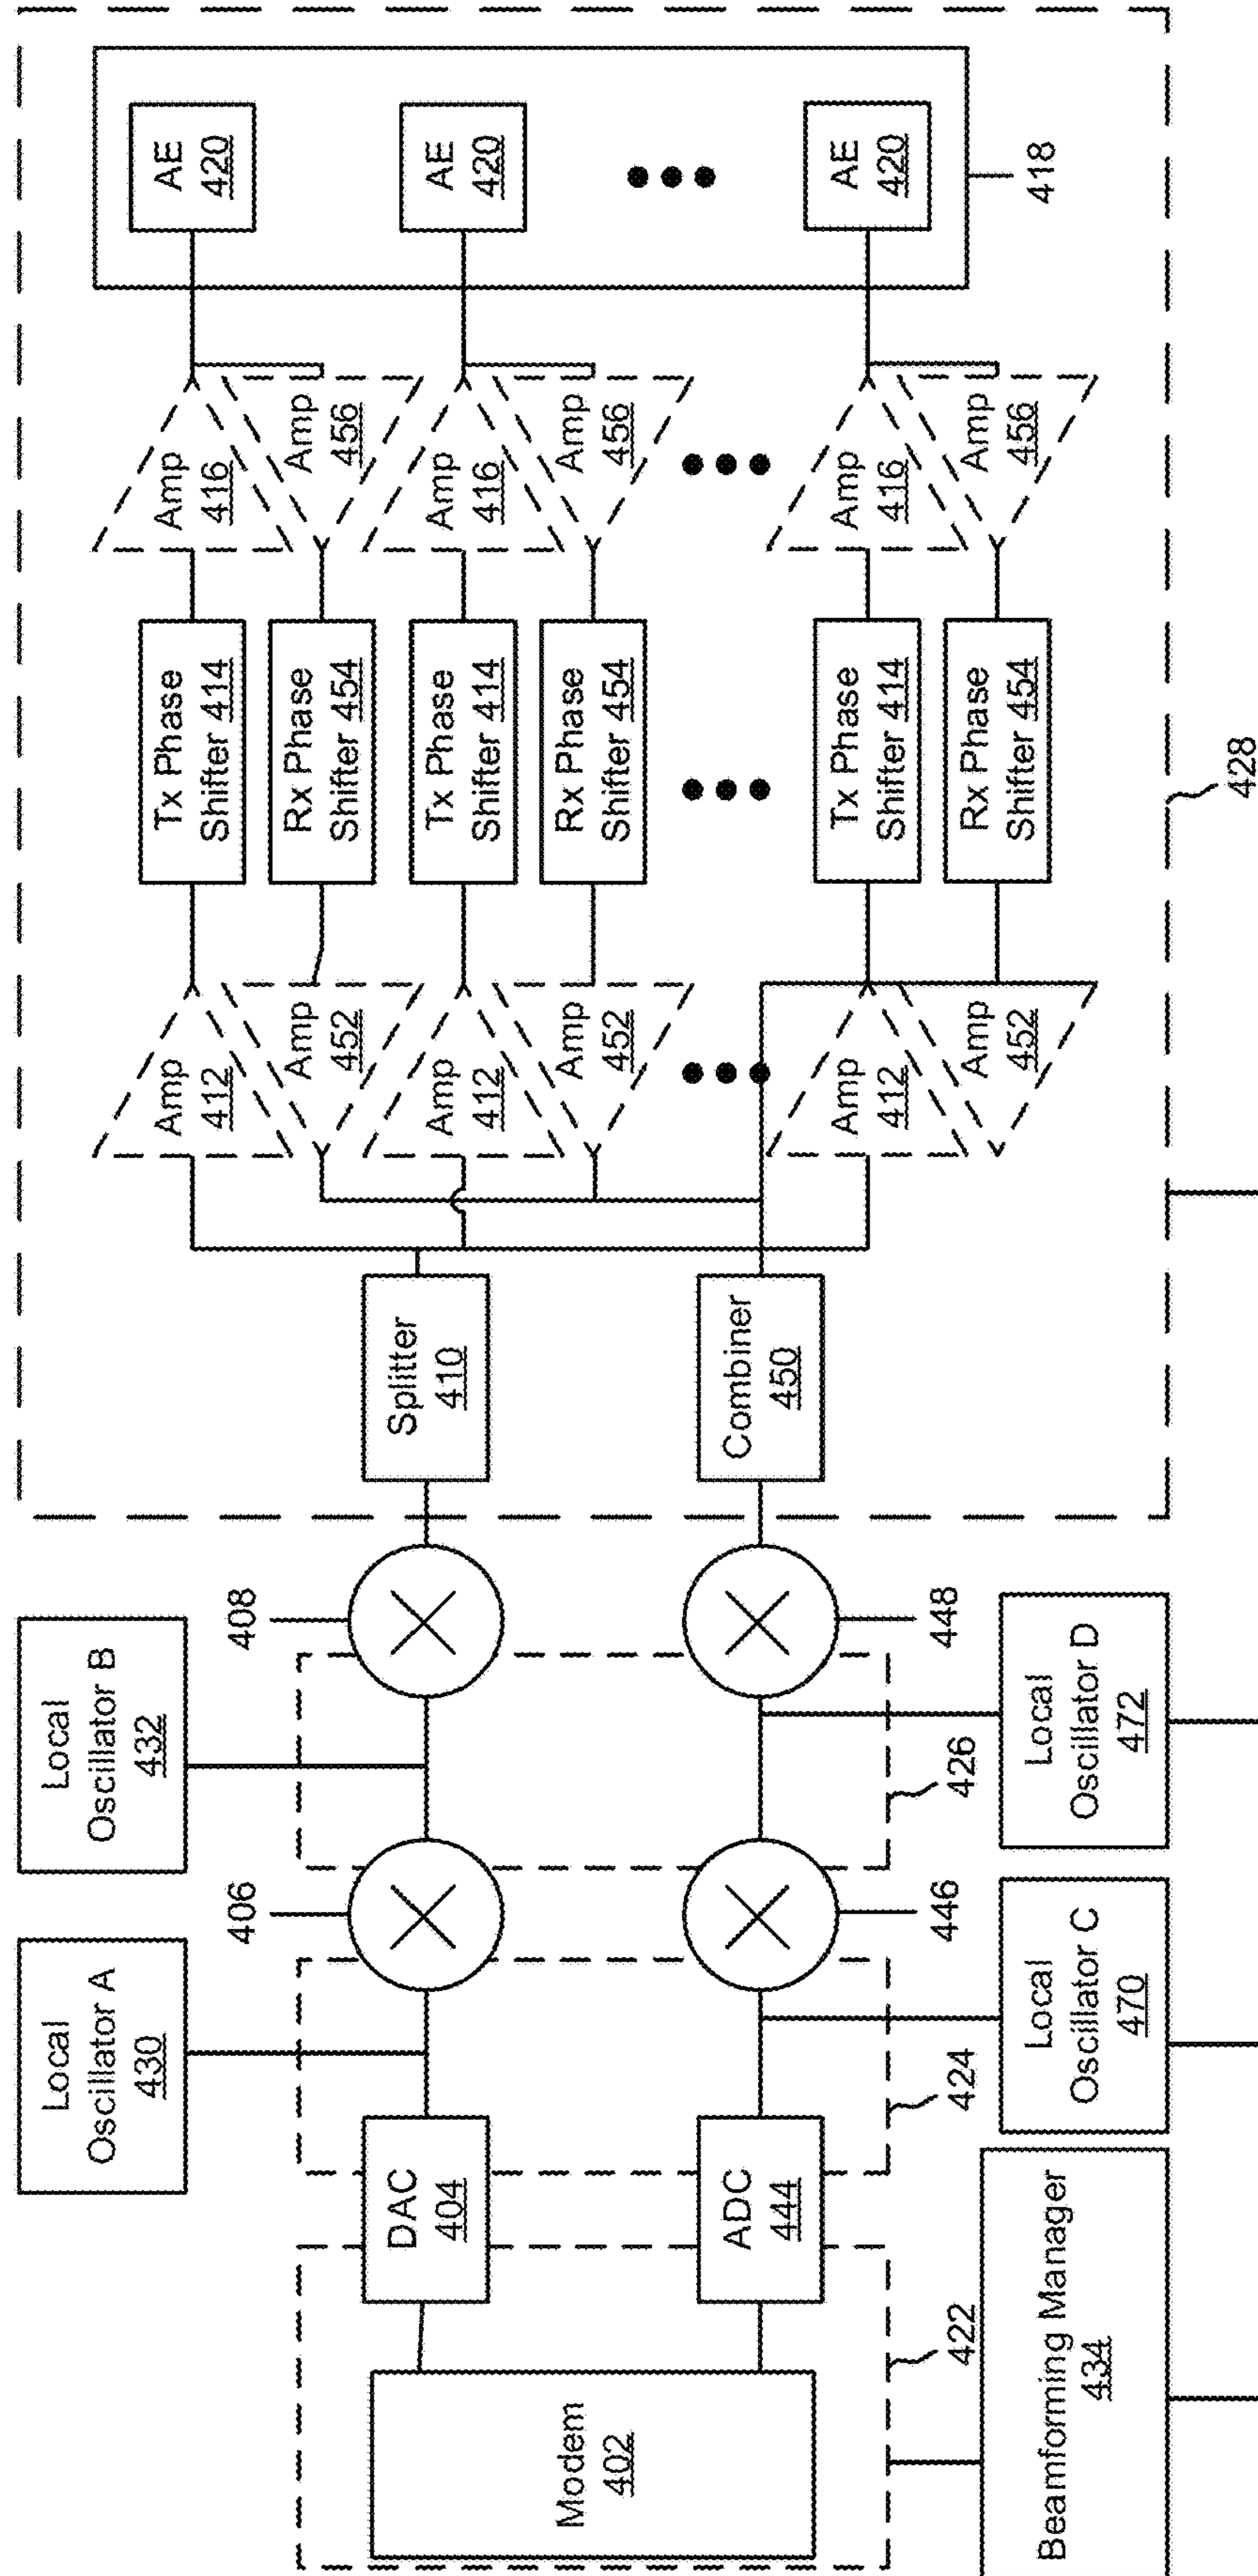 Local
Oscillator A
430
Local
Oscillator B
432
406
408
Modem
402
DAC
404
ADC
444
Splitter
410
Combiner
450
Amp
412
Amp
452
Amp
412
Amp
452
Amp
412
Amp
452
Tx Phase
Shifter 414
Rx Phase
Shifter 454
Tx Phase
Shifter 414
Rx Phase
Shifter 454
Tx Phase
Shifter 414
Rx Phase
Shifter 454
Amp
416
Amp
456
Amp
416
Amp
456
Amp
416
Amp
456
AE
420
AE
420
AE
420
418
422
424
446
426
448
428
Beamforming Manager
434
Local
Oscillator C
470
Local
Oscillator D
472